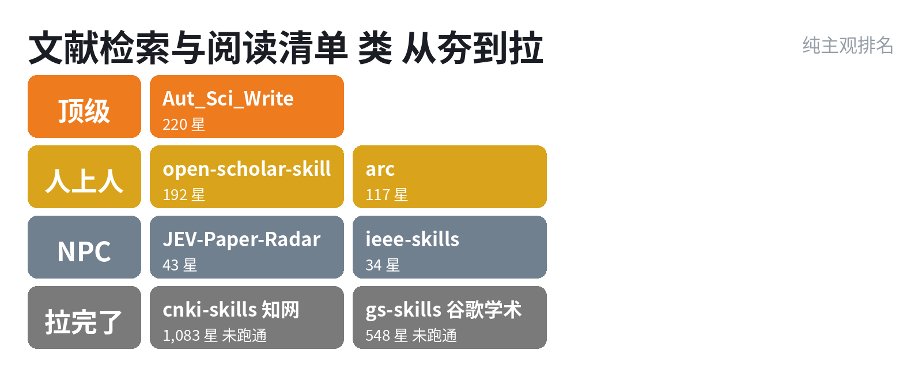 文献检索与阅读清单 类 从夯到拉
纯主观排名
顶级
Aut_Sci_Write
220 星
人上人
open-scholar-skill
192 星
arc
117 星
NPC
JEV-Paper-Radar
43 星
ieee-skills
34 星
拉完了
cnki-skills 知网
1,083 星 未跑通
gs-skills 谷歌学术
548 星 未跑通